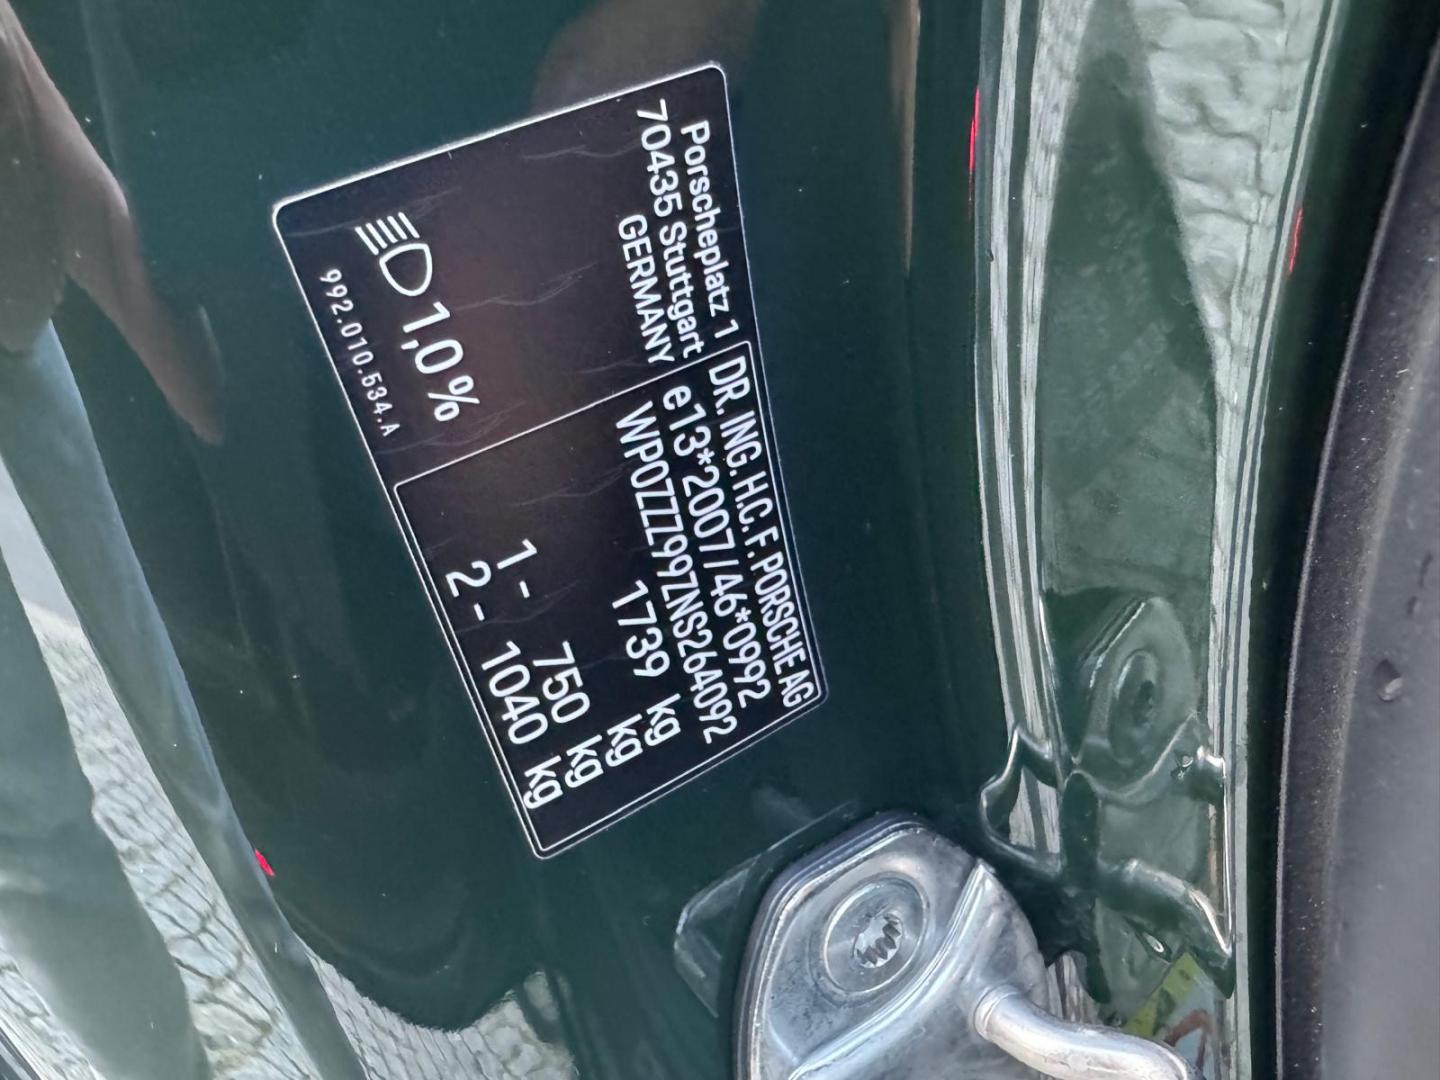 DR. ING. H.C. F. PORSCHE AG
Porscheplatz 1
70435 Stuttgart
GERMANY
e13*2007/46*0992
WP0ZZZ99ZNS264092
1739 kg
kg
1- 750 kg
2- 1040 kg
1,0 %
992.010.534.A